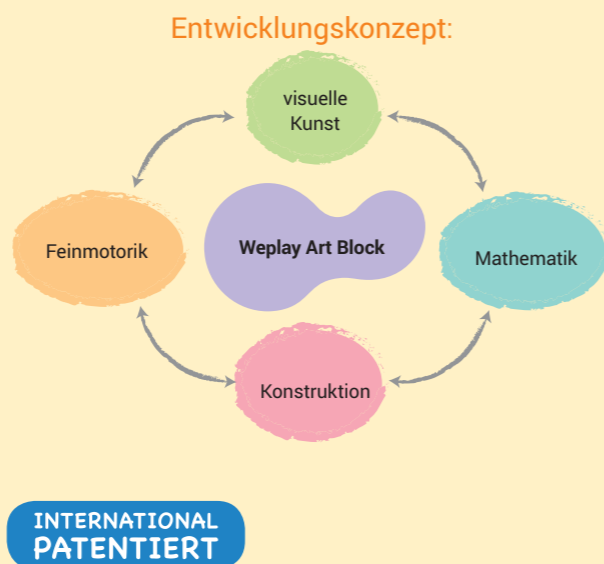 Entwicklungskonzept:
visuelle
Kunst
Feinmotorik
Weplay Art Block
Mathematik
Konstruktion
INTERNATIONAL
PATENTIERT